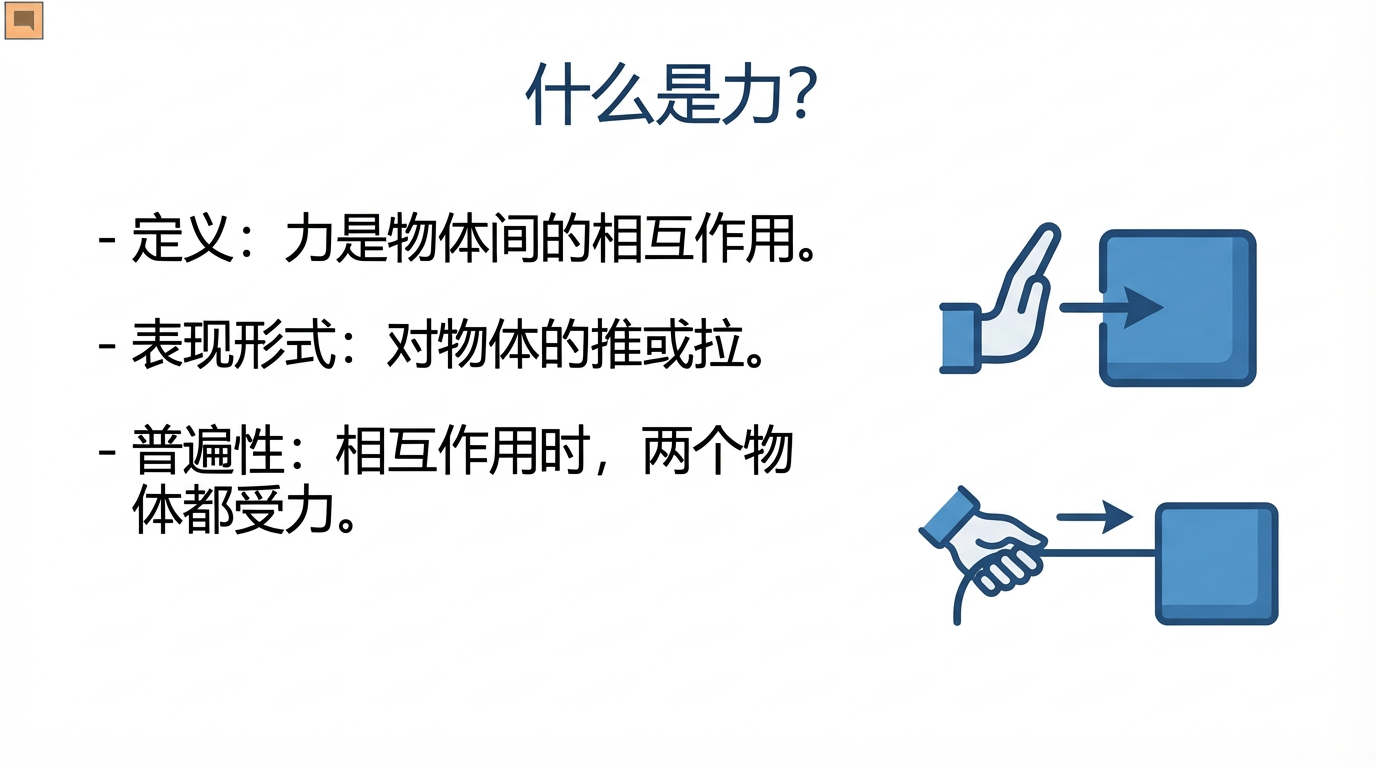 什么是力？
- 定义：力是物体间的相互作用。
- 表现形式：对物体的推或拉。
- 普遍性：相互作用时，两个物
体都受力。